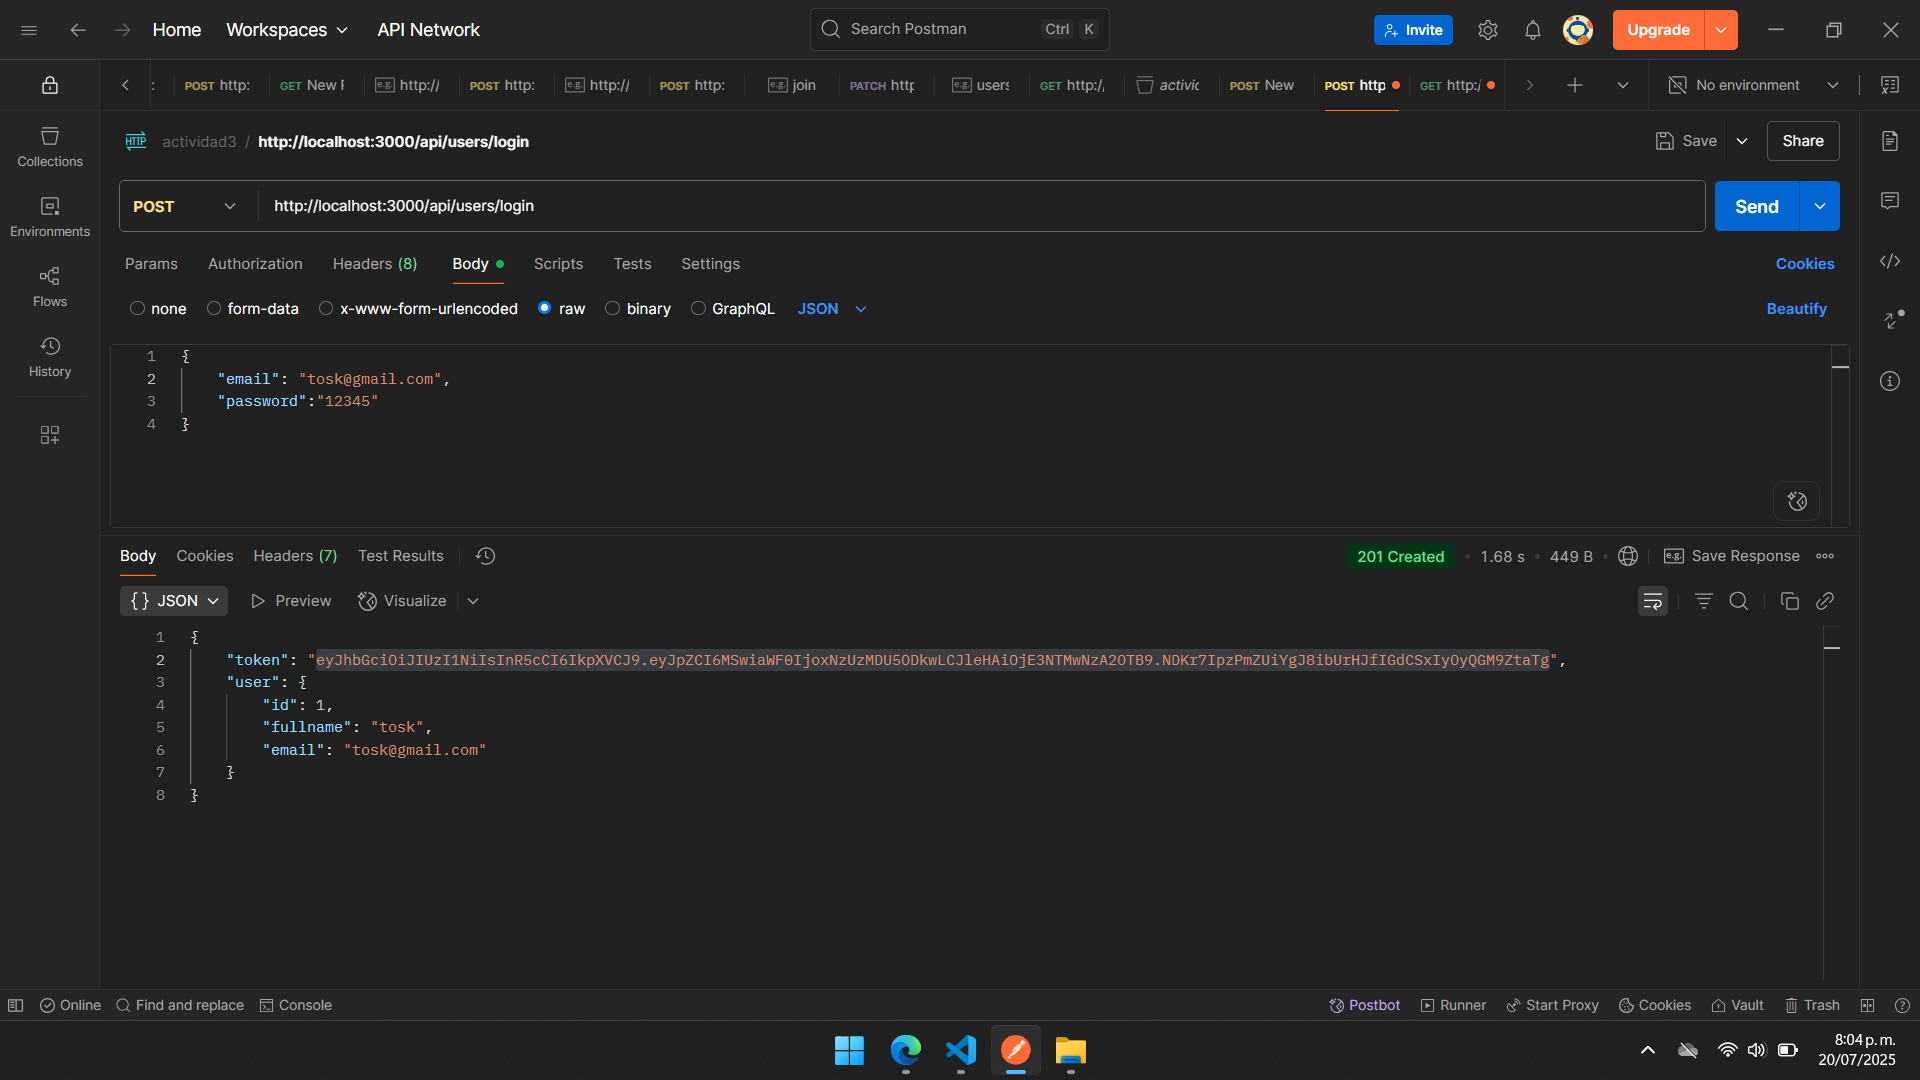 Home Workspaces API Network Search Postman Ctrl K Invite Upgrade
: POST http: GET New F e.g. http:// POST http: e.g. http:// POST http: e.g. join PATCH http e.g. users GET http:/ activic POST New POST http GET http:/ No environment
HTTP actividad3 / http://localhost:3000/api/users/login Save Share
Collections
POST http://localhost:3000/api/users/login Send
Environments
Params Authorization Headers (8) Body Scripts Tests Settings Cookies
Flows
none form-data x-www-form-urlencoded raw binary GraphQL JSON Beautify
History
1 {
2 "email": "tosk@gmail.com",
3 "password":"12345"
4 }
Body Cookies Headers (7) Test Results 201 Created 1.68 s 449 B e.g. Save Response
{} JSON Preview Visualize
1 {
2 "token": "eyJhbGciOiJIUzI1NiIsInR5cCI6IkpXVCJ9.eyJpZCI6MSwiaWF0IjoxNzUzMDU5ODkwLCJleHAiOjE3NTMwNzA2OTB9.NDKr7IpzPmZUiYgJ8ibUrHJfIGdCSxIyOyQGM9ZtaTg",
3 "user": {
4 "id": 1,
5 "fullname": "tosk",
6 "email": "tosk@gmail.com"
7 }
8 }
Online Find and replace Console Postbot Runner Start Proxy Cookies Vault Trash
8:04 p. m.
20/07/2025